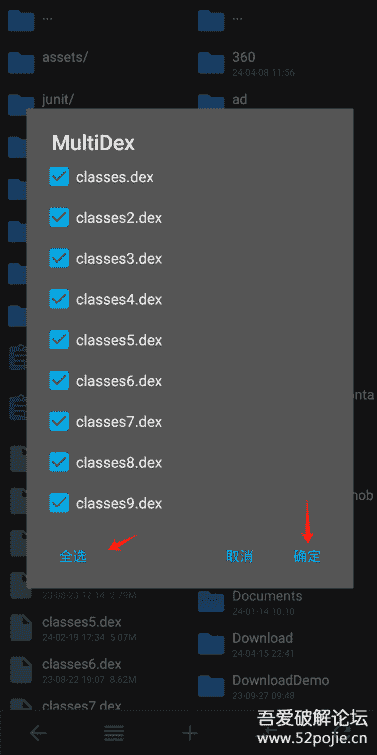 ...
...
assets/
360
24-04-08 11:56
junit/
ad
MultiDex
classes.dex
classes2.dex
classes3.dex
classes4.dex
classes5.dex
classes6.dex
classes7.dex
classes8.dex
classes9.dex
全选
取消
确定
Documents
24-01-14 10:10
classes5.dex
24-02-19 17:34 5.07M
Download
24-04-15 22:41
classes6.dex
23-08-22 19:07 8.62M
DownloadDemo
23-09-27 09:48
classes7.dex
吾爱破解论坛
www.52pojie.cn